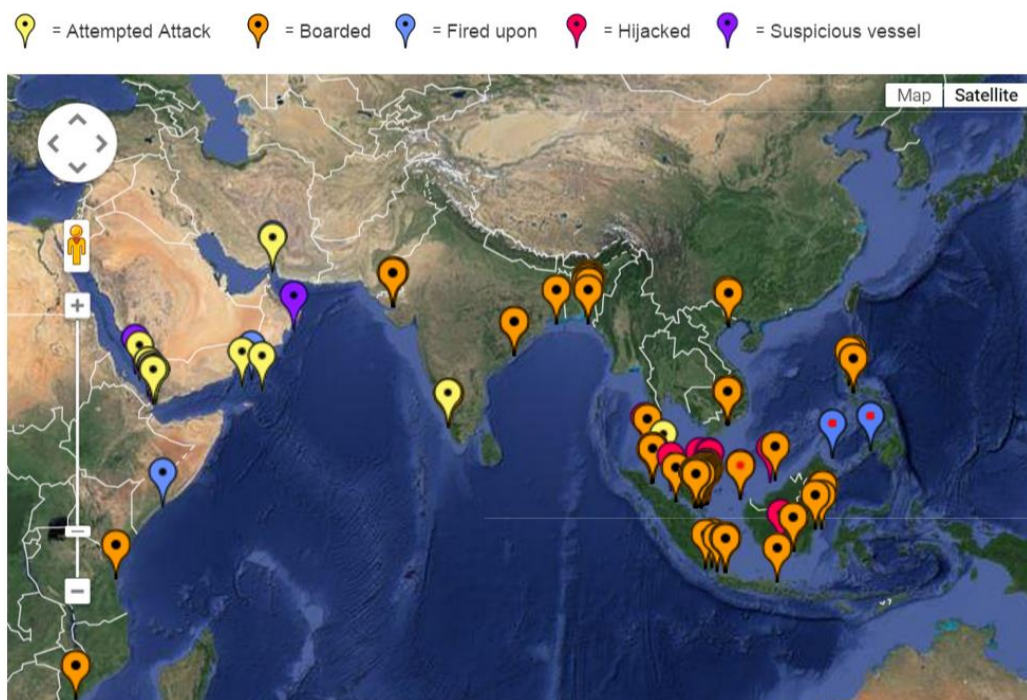 = Attempted Attack = Boarded = Fired upon = Hijacked = Suspicious vessel
Map Satellite